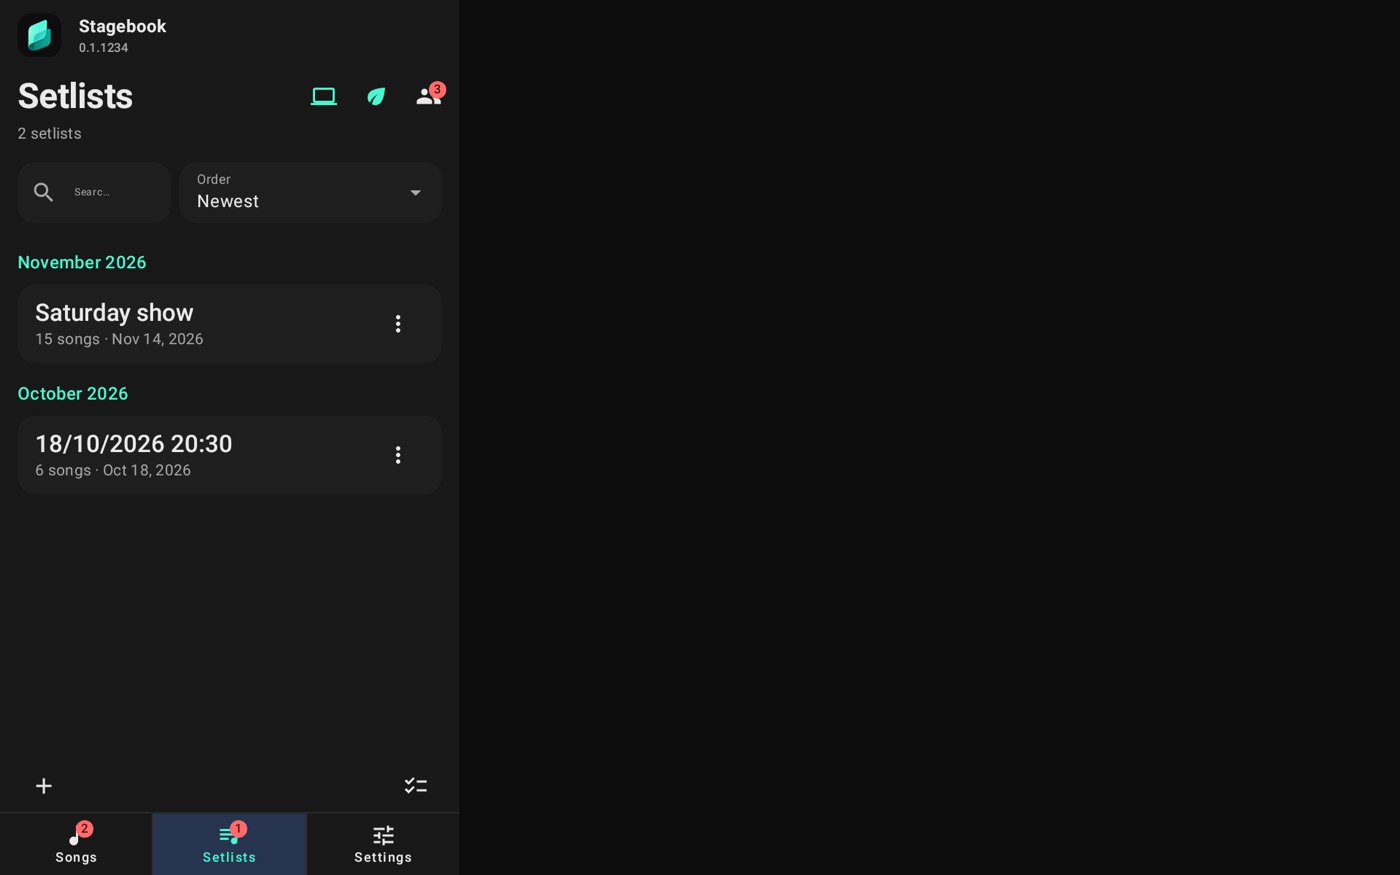 Stagebook
0.1.1234
Setlists
3
2 setlists
Searc…
Order
Newest
November 2026
Saturday show
15 songs · Nov 14, 2026
October 2026
18/10/2026 20:30
6 songs · Oct 18, 2026
2
1
Songs
Setlists
Settings